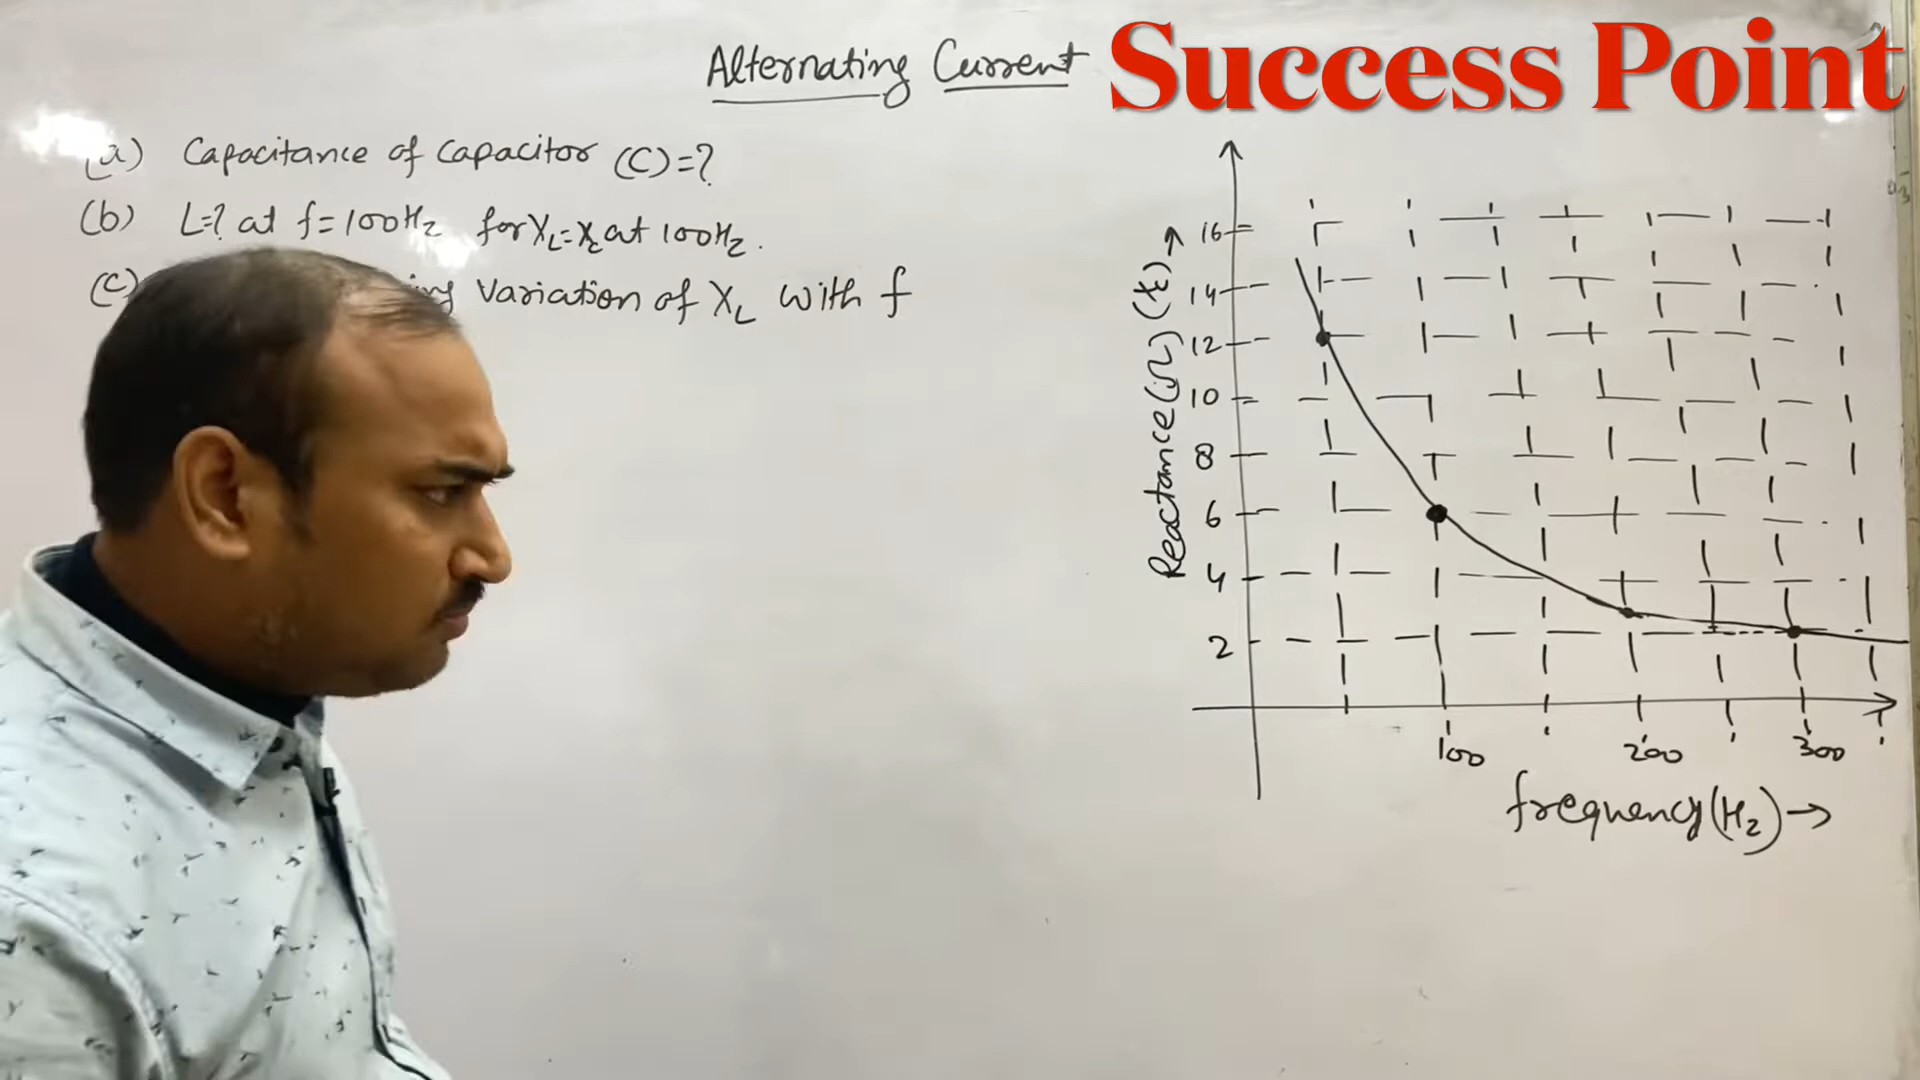 Alternating Current
Success Point
(a) Capacitance of capacitor (C)=?
(b) L=? at f=100Hz for XL=Xc at 100Hz.
(c) Variation of XL with f
Reactance(Ω) (Xc)→
16
14
12
10
8
6
4
2
100 200 300
frequency(Hz)→